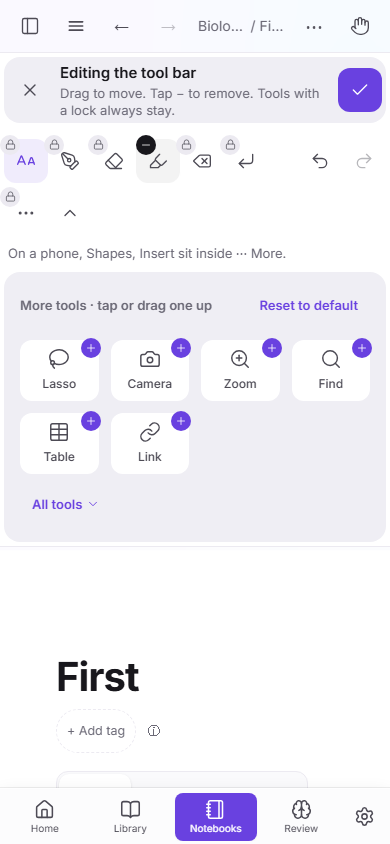 Biolo... / Fi...
Editing the tool bar
Drag to move. Tap − to remove. Tools with
a lock always stay.
AA
On a phone, Shapes, Insert sit inside ··· More.
More tools · tap or drag one up
Reset to default
Lasso
Camera
Zoom
Find
Table
Link
All tools
First
+ Add tag
Home
Library
Notebooks
Review